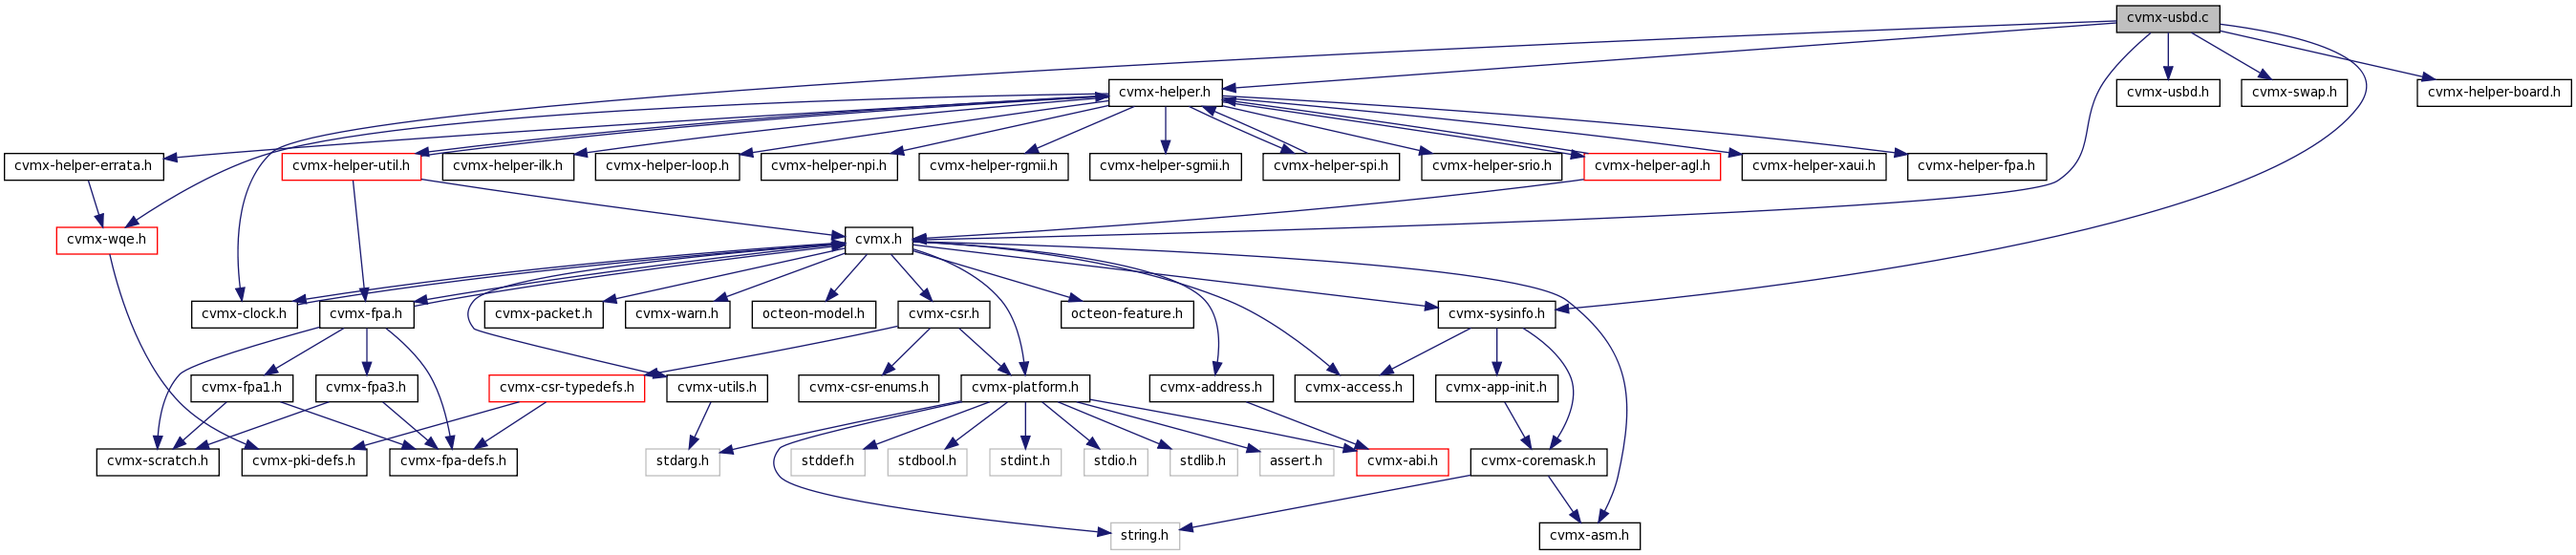 cvmx-usbd.c
cvmx-helper.h
cvmx-usbd.h
cvmx-swap.h
cvmx-helper-board.h
cvmx-helper-errata.h
cvmx-helper-util.h
cvmx-helper-ilk.h
cvmx-helper-loop.h
cvmx-helper-npi.h
cvmx-helper-rgmii.h
cvmx-helper-sgmii.h
cvmx-helper-spi.h
cvmx-helper-srio.h
cvmx-helper-agl.h
cvmx-helper-xaui.h
cvmx-helper-fpa.h
cvmx-wqe.h
cvmx.h
cvmx-clock.h
cvmx-fpa.h
cvmx-packet.h
cvmx-warn.h
octeon-model.h
cvmx-csr.h
octeon-feature.h
cvmx-sysinfo.h
cvmx-fpa1.h
cvmx-fpa3.h
cvmx-csr-typedefs.h
cvmx-utils.h
cvmx-csr-enums.h
cvmx-platform.h
cvmx-address.h
cvmx-access.h
cvmx-app-init.h
cvmx-scratch.h
cvmx-pki-defs.h
cvmx-fpa-defs.h
stdarg.h
stddef.h
stdbool.h
stdint.h
stdio.h
stdlib.h
assert.h
cvmx-abi.h
cvmx-coremask.h
string.h
cvmx-asm.h